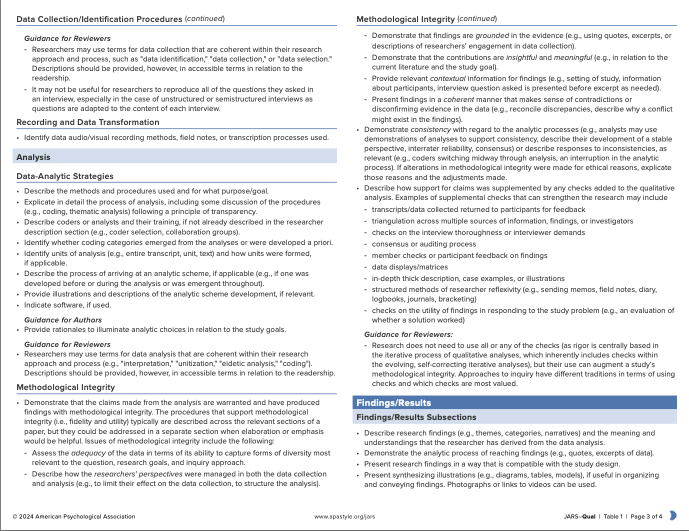 Data Collection/Identification Procedures (continued)
Guidance for Reviewers
- Researchers may use terms for data collection that are coherent within their research
approach and process, such as "data identification," "data collection," or "data selection."
Descriptions should be provided, however, in accessible terms in relation to the
readership.
- It may not be useful for researchers to reproduce all of the questions they asked in
an interview, especially in the case of unstructured or semistructured interviews as
questions are adapted to the content of each interview.
Recording and Data Transformation
• Identify data audio/visual recording methods, field notes, or transcription processes used.
Analysis
Data-Analytic Strategies
• Describe the methods and procedures used and for what purpose/goal.
• Explicate in detail the process of analysis, including some discussion of the procedures
(e.g., coding, thematic analysis) following a principle of transparency.
• Describe coders or analysts and their training, if not already described in the researcher
description section (e.g., coder selection, collaboration groups).
• Identify whether coding categories emerged from the analyses or were developed a priori.
• Identify units of analysis (e.g., entire transcript, unit, text) and how units were formed,
if applicable.
• Describe the process of arriving at an analytic scheme, if applicable (e.g., if one was
developed before or during the analysis or was emergent throughout).
• Provide illustrations and descriptions of the analytic scheme development, if relevant.
• Indicate software, if used.
Guidance for Authors
• Provide rationales to illuminate analytic choices in relation to the study goals.
Guidance for Reviewers
• Researchers may use terms for data analysis that are coherent within their research
approach and process (e.g., "interpretation," "unitization," "eidetic analysis," "coding").
Descriptions should be provided, however, in accessible terms in relation to the readership.
Methodological Integrity
• Demonstrate that the claims made from the analysis are warranted and have produced
findings with methodological integrity. The procedures that support methodological
integrity (i.e., fidelity and utility) typically are described across the relevant sections of a
paper, but they could be addressed in a separate section when elaboration or emphasis
would be helpful. Issues of methodological integrity include the following:
- Assess the adequacy of the data in terms of its ability to capture forms of diversity most
relevant to the question, research goals, and inquiry approach.
- Describe how the researchers' perspectives were managed in both the data collection
and analysis (e.g., to limit their effect on the data collection, to structure the analysis).
Methodological Integrity (continued)
- Demonstrate that findings are grounded in the evidence (e.g., using quotes, excerpts, or
descriptions of researchers' engagement in data collection).
- Demonstrate that the contributions are insightful and meaningful (e.g., in relation to the
current literature and the study goal).
- Provide relevant contextual information for findings (e.g., setting of study, information
about participants, interview question asked is presented before excerpt as needed).
- Present findings in a coherent manner that makes sense of contradictions or
disconfirming evidence in the data (e.g., reconcile discrepancies, describe why a conflict
might exist in the findings).
• Demonstrate consistency with regard to the analytic processes (e.g., analysts may use
demonstrations of analyses to support consistency, describe their development of a stable
perspective, interrater reliability, consensus) or describe responses to inconsistencies, as
relevant (e.g., coders switching midway through analysis, an interruption in the analytic
process). If alterations in methodological integrity were made for ethical reasons, explicate
those reasons and the adjustments made.
• Describe how support for claims was supplemented by any checks added to the qualitative
analysis. Examples of supplemental checks that can strengthen the research may include
- transcripts/data collected returned to participants for feedback
- triangulation across multiple sources of information, findings, or investigators
- checks on the interview thoroughness or interviewer demands
- consensus or auditing process
- member checks or participant feedback on findings
- data displays/matrices
- in-depth thick description, case examples, or illustrations
- structured methods of researcher reflexivity (e.g., sending memos, field notes, diary,
logbooks, journals, bracketing)
- checks on the utility of findings in responding to the study problem (e.g., an evaluation of
whether a solution worked)
Guidance for Reviewers:
- Research does not need to use all or any of the checks (as rigor is centrally based in
the iterative process of qualitative analyses, which inherently includes checks within
the evolving, self-correcting iterative analyses), but their use can augment a study's
methodological integrity. Approaches to inquiry have different traditions in terms of using
checks and which checks are most valued.
Findings/Results
Findings/Results Subsections
• Describe research findings (e.g., themes, categories, narratives) and the meaning and
understandings that the researcher has derived from the data analysis.
• Demonstrate the analytic process of reaching findings (e.g., quotes, excerpts of data).
• Present research findings in a way that is compatible with the study design.
• Present synthesizing illustrations (e.g., diagrams, tables, models), if useful in organizing
and conveying findings. Photographs or links to videos can be used.
© 2024 American Psychological Association
www.apastyle.org/jars
JARS–Qual | Table 1 | Page 3 of 4